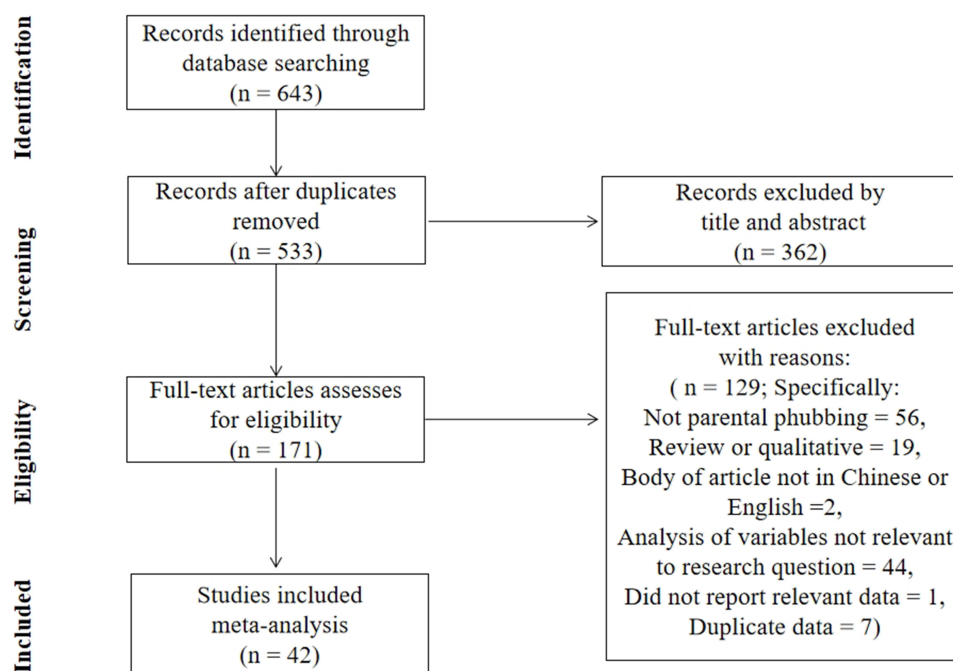 Identification
Records identified through
database searching
(n = 643)
Screening
Records after duplicates
removed
(n = 533)
Records excluded by
title and abstract
(n = 362)
Eligibility
Full-text articles assesses
for eligibility
(n = 171)
Full-text articles excluded
with reasons:
( n = 129; Specifically:
Not parental phubbing = 56,
Review or qualitative = 19,
Body of article not in Chinese or
English =2,
Analysis of variables not relevant
to research question = 44,
Did not report relevant data = 1,
Duplicate data = 7)
Included
Studies included
meta-analysis
(n = 42)